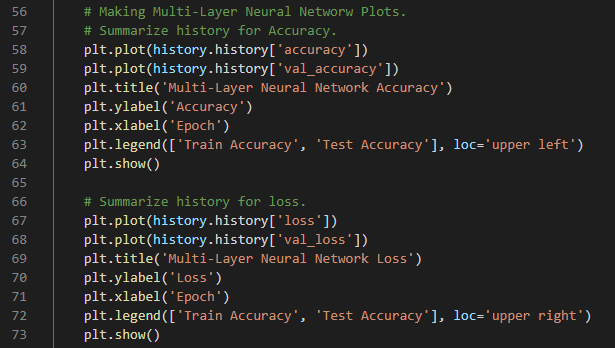 56 # Making Multi-Layer Neural Networw Plots.
57 # Summarize history for Accuracy.
58 plt.plot(history.history['accuracy'])
59 plt.plot(history.history['val_accuracy'])
60 plt.title('Multi-Layer Neural Network Accuracy')
61 plt.ylabel('Accuracy')
62 plt.xlabel('Epoch')
63 plt.legend(['Train Accuracy', 'Test Accuracy'], loc='upper left')
64 plt.show()
65
66 # Summarize history for loss.
67 plt.plot(history.history['loss'])
68 plt.plot(history.history['val_loss'])
69 plt.title('Multi-Layer Neural Network Loss')
70 plt.ylabel('Loss')
71 plt.xlabel('Epoch')
72 plt.legend(['Train Accuracy', 'Test Accuracy'], loc='upper right')
73 plt.show()